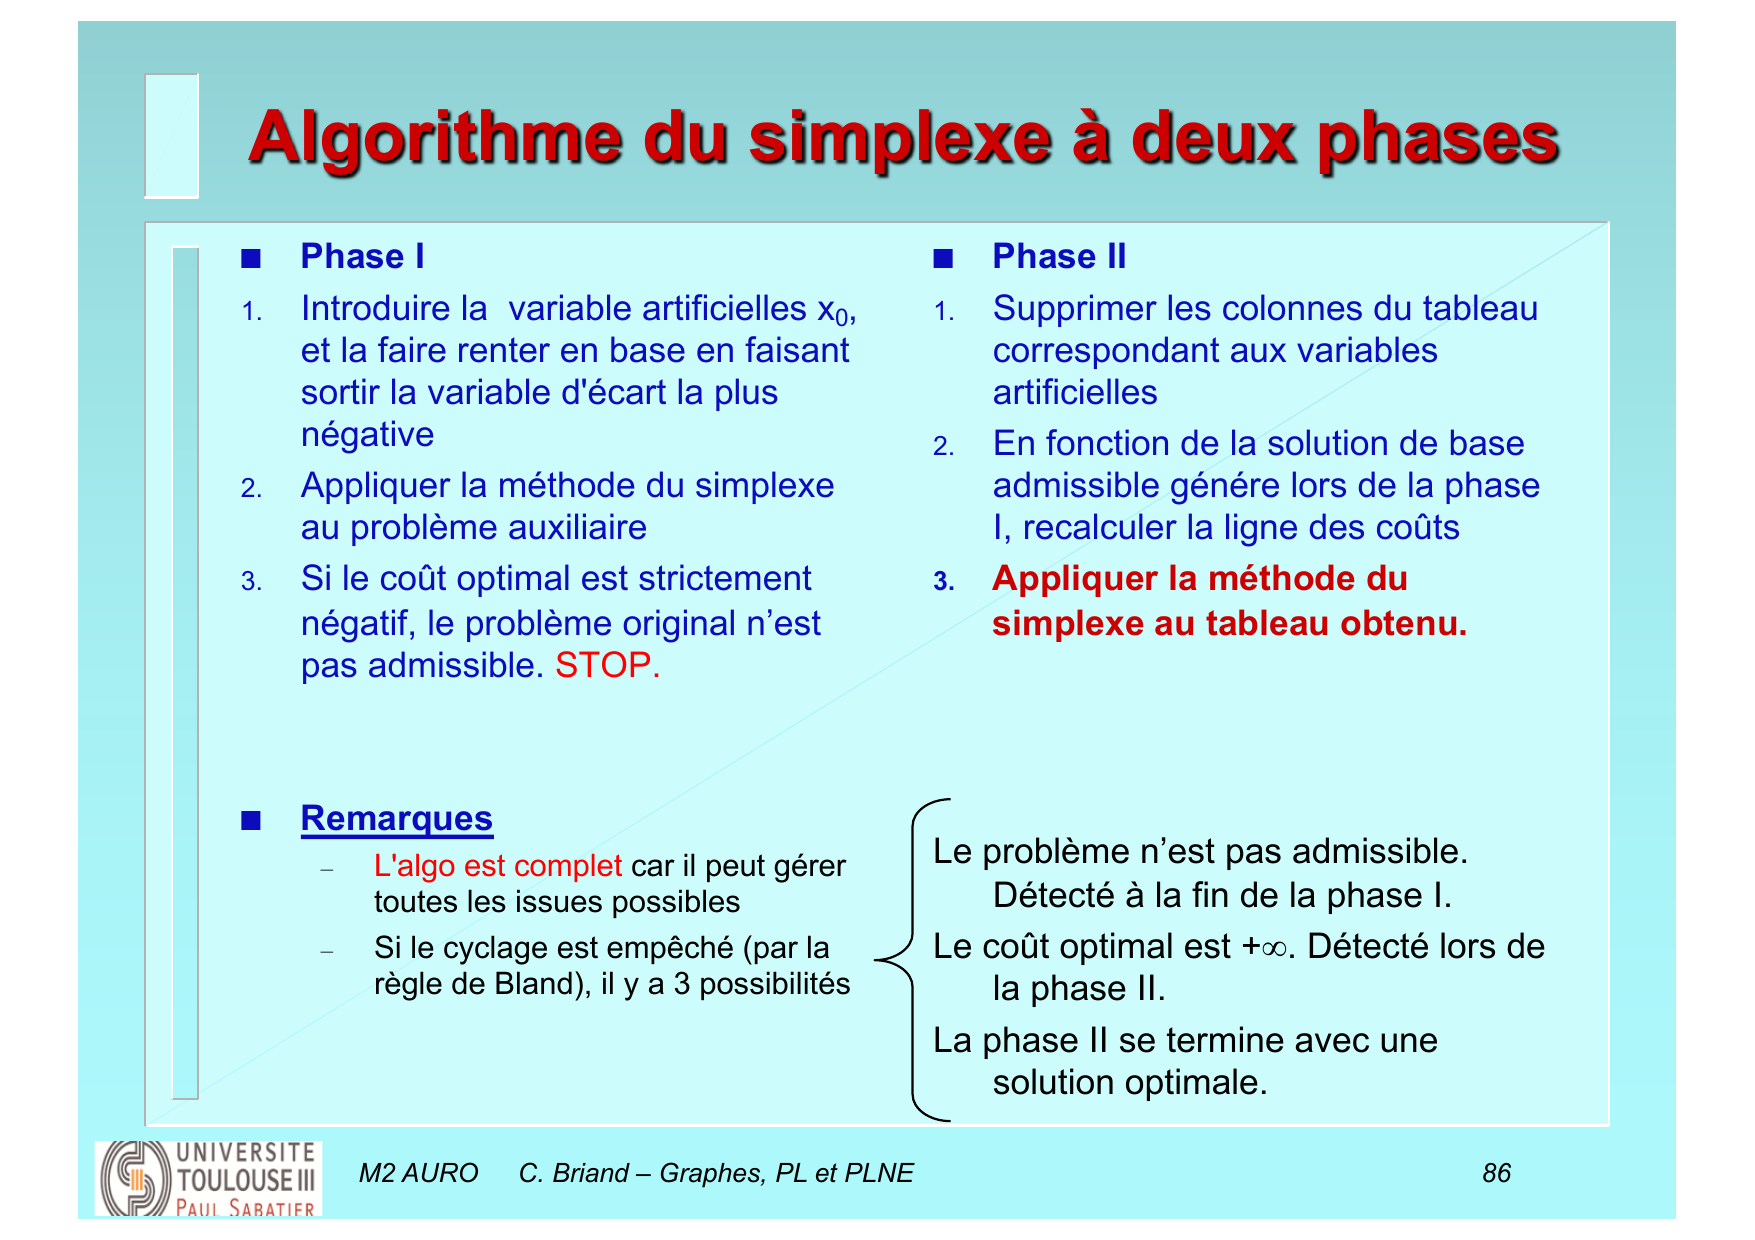 Algorithme du simplexe à deux phases
■ Phase I
1. Introduire la variable artificielles x₀,
et la faire renter en base en faisant
sortir la variable d'écart la plus
négative
2. Appliquer la méthode du simplexe
au problème auxiliaire
3. Si le coût optimal est strictement
négatif, le problème original n’est
pas admissible. STOP.
■ Phase II
1. Supprimer les colonnes du tableau
correspondant aux variables
artificielles
2. En fonction de la solution de base
admissible génére lors de la phase
I, recalculer la ligne des coûts
3. Appliquer la méthode du
simplexe au tableau obtenu.
■ Remarques
– L'algo est complet car il peut gérer
toutes les issues possibles
– Si le cyclage est empêché (par la
règle de Bland), il y a 3 possibilités
Le problème n’est pas admissible.
Détecté à la fin de la phase I.
Le coût optimal est +∞. Détecté lors de
la phase II.
La phase II se termine avec une
solution optimale.
UNIVERSITE
TOULOUSE III
PAUL SABATIER
M2 AURO C. Briand – Graphes, PL et PLNE
86